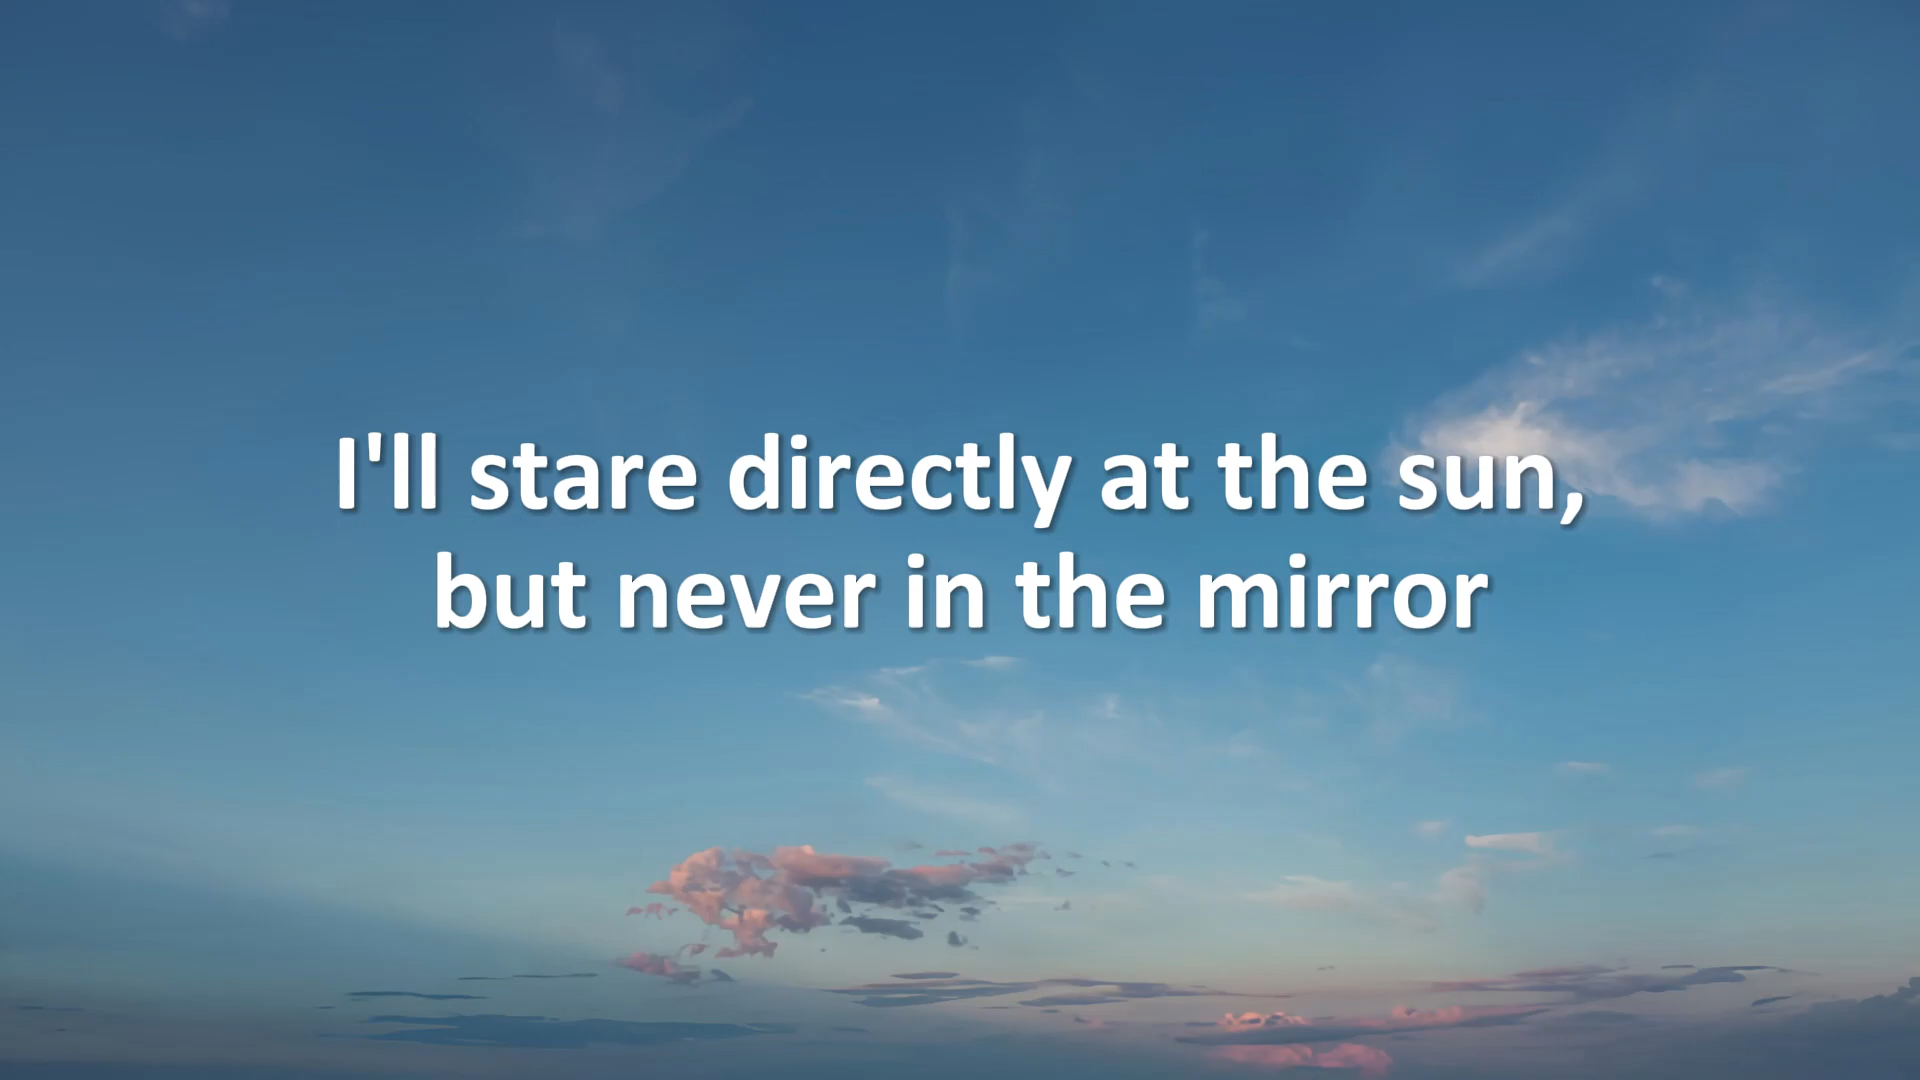 I'll stare directly at the sun,
but never in the mirror